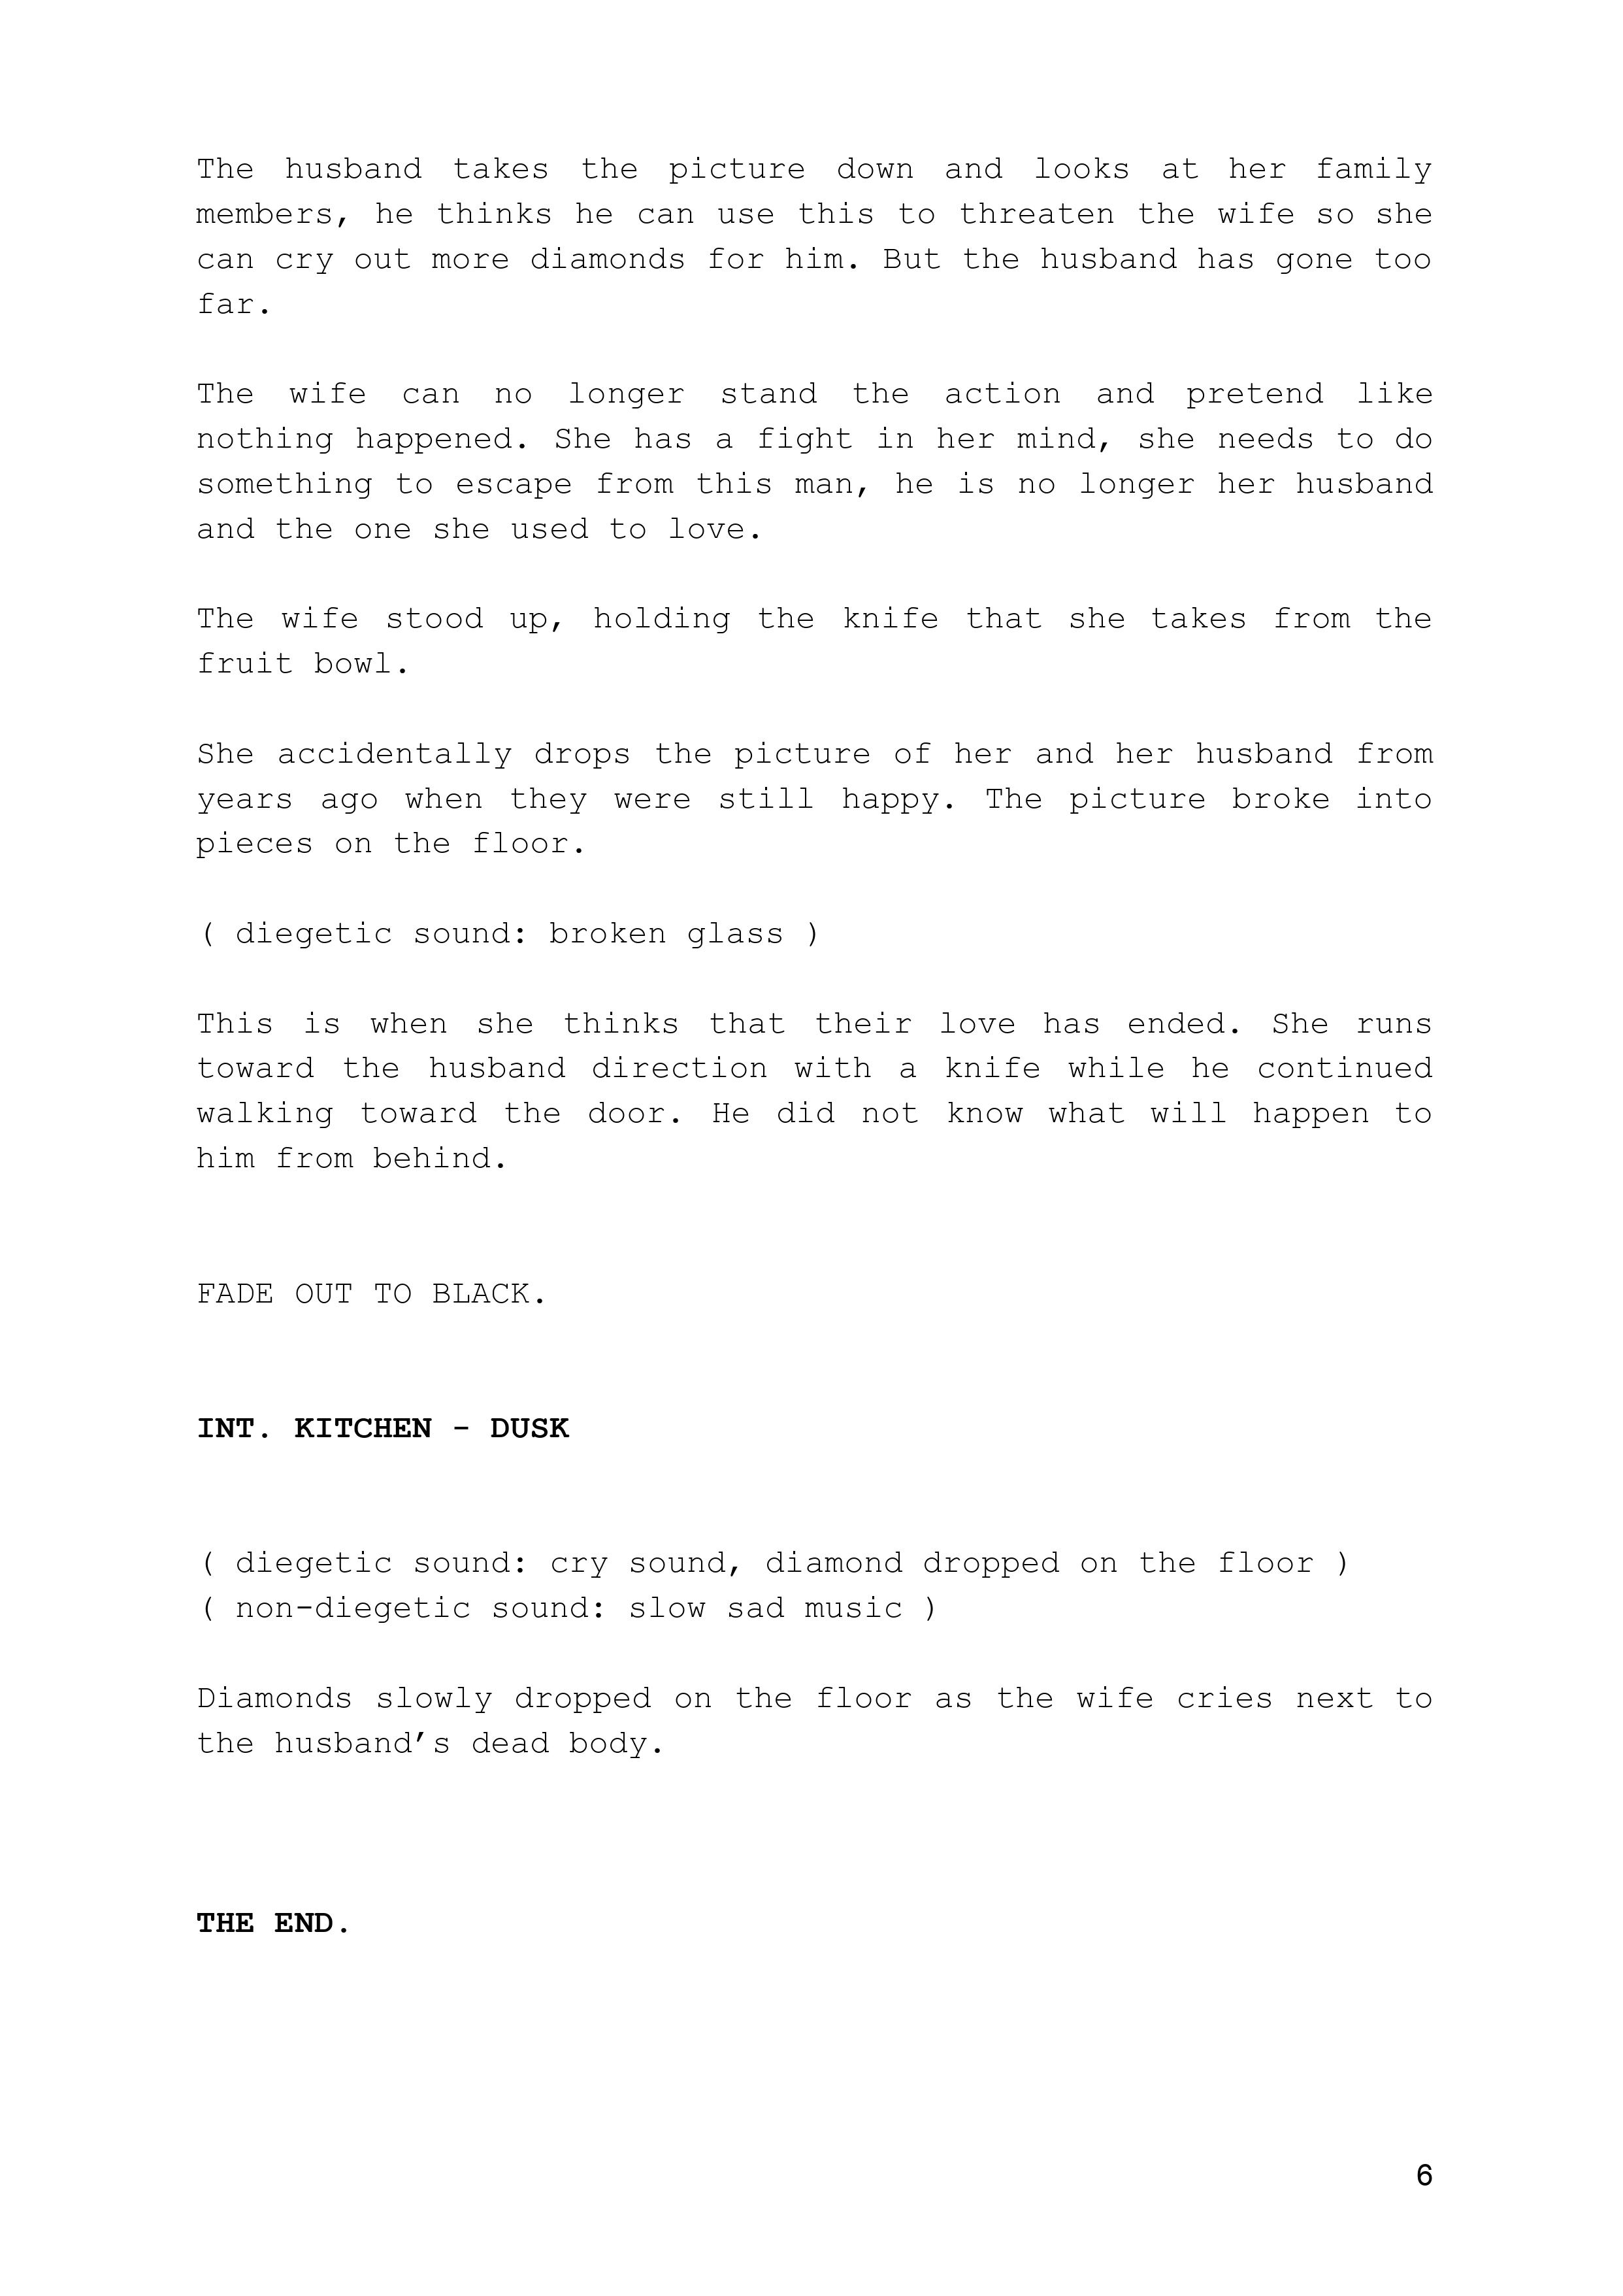 The husband takes the picture down and looks at her family
members, he thinks he can use this to threaten the wife so she
can cry out more diamonds for him. But the husband has gone too
far.
The wife can no longer stand the action and pretend like
nothing happened. She has a fight in her mind, she needs to do
something to escape from this man, he is no longer her husband
and the one she used to love.
The wife stood up, holding the knife that she takes from the
fruit bowl.
She accidentally drops the picture of her and her husband from
years ago when they were still happy. The picture broke into
pieces on the floor.
( diegetic sound: broken glass )
This is when she thinks that their love has ended. She runs
toward the husband direction with a knife while he continued
walking toward the door. He did not know what will happen to
him from behind.
FADE OUT TO BLACK.
INT. KITCHEN - DUSK
( diegetic sound: cry sound, diamond dropped on the floor )
( non-diegetic sound: slow sad music )
Diamonds slowly dropped on the floor as the wife cries next to
the husband’s dead body.
THE END.
6